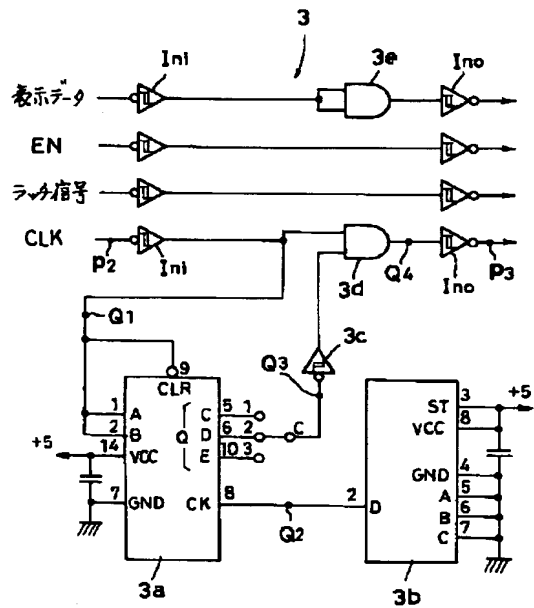 3
Ini
3e
Ino
表示データ
EN
ラッチ信号
CLK
P2
Ini
3d
Q4
Ino
P3
Q1
3c
Q3
9
CLR
1 A
2 B
+5
14 VCC
7 GND
Q
C 5 1
D 6 2
E 10 3
C
CK 8
Q2
3a
2 D
ST 3
+5
VCC 8
GND 4
A 5
B 6
C 7
3b